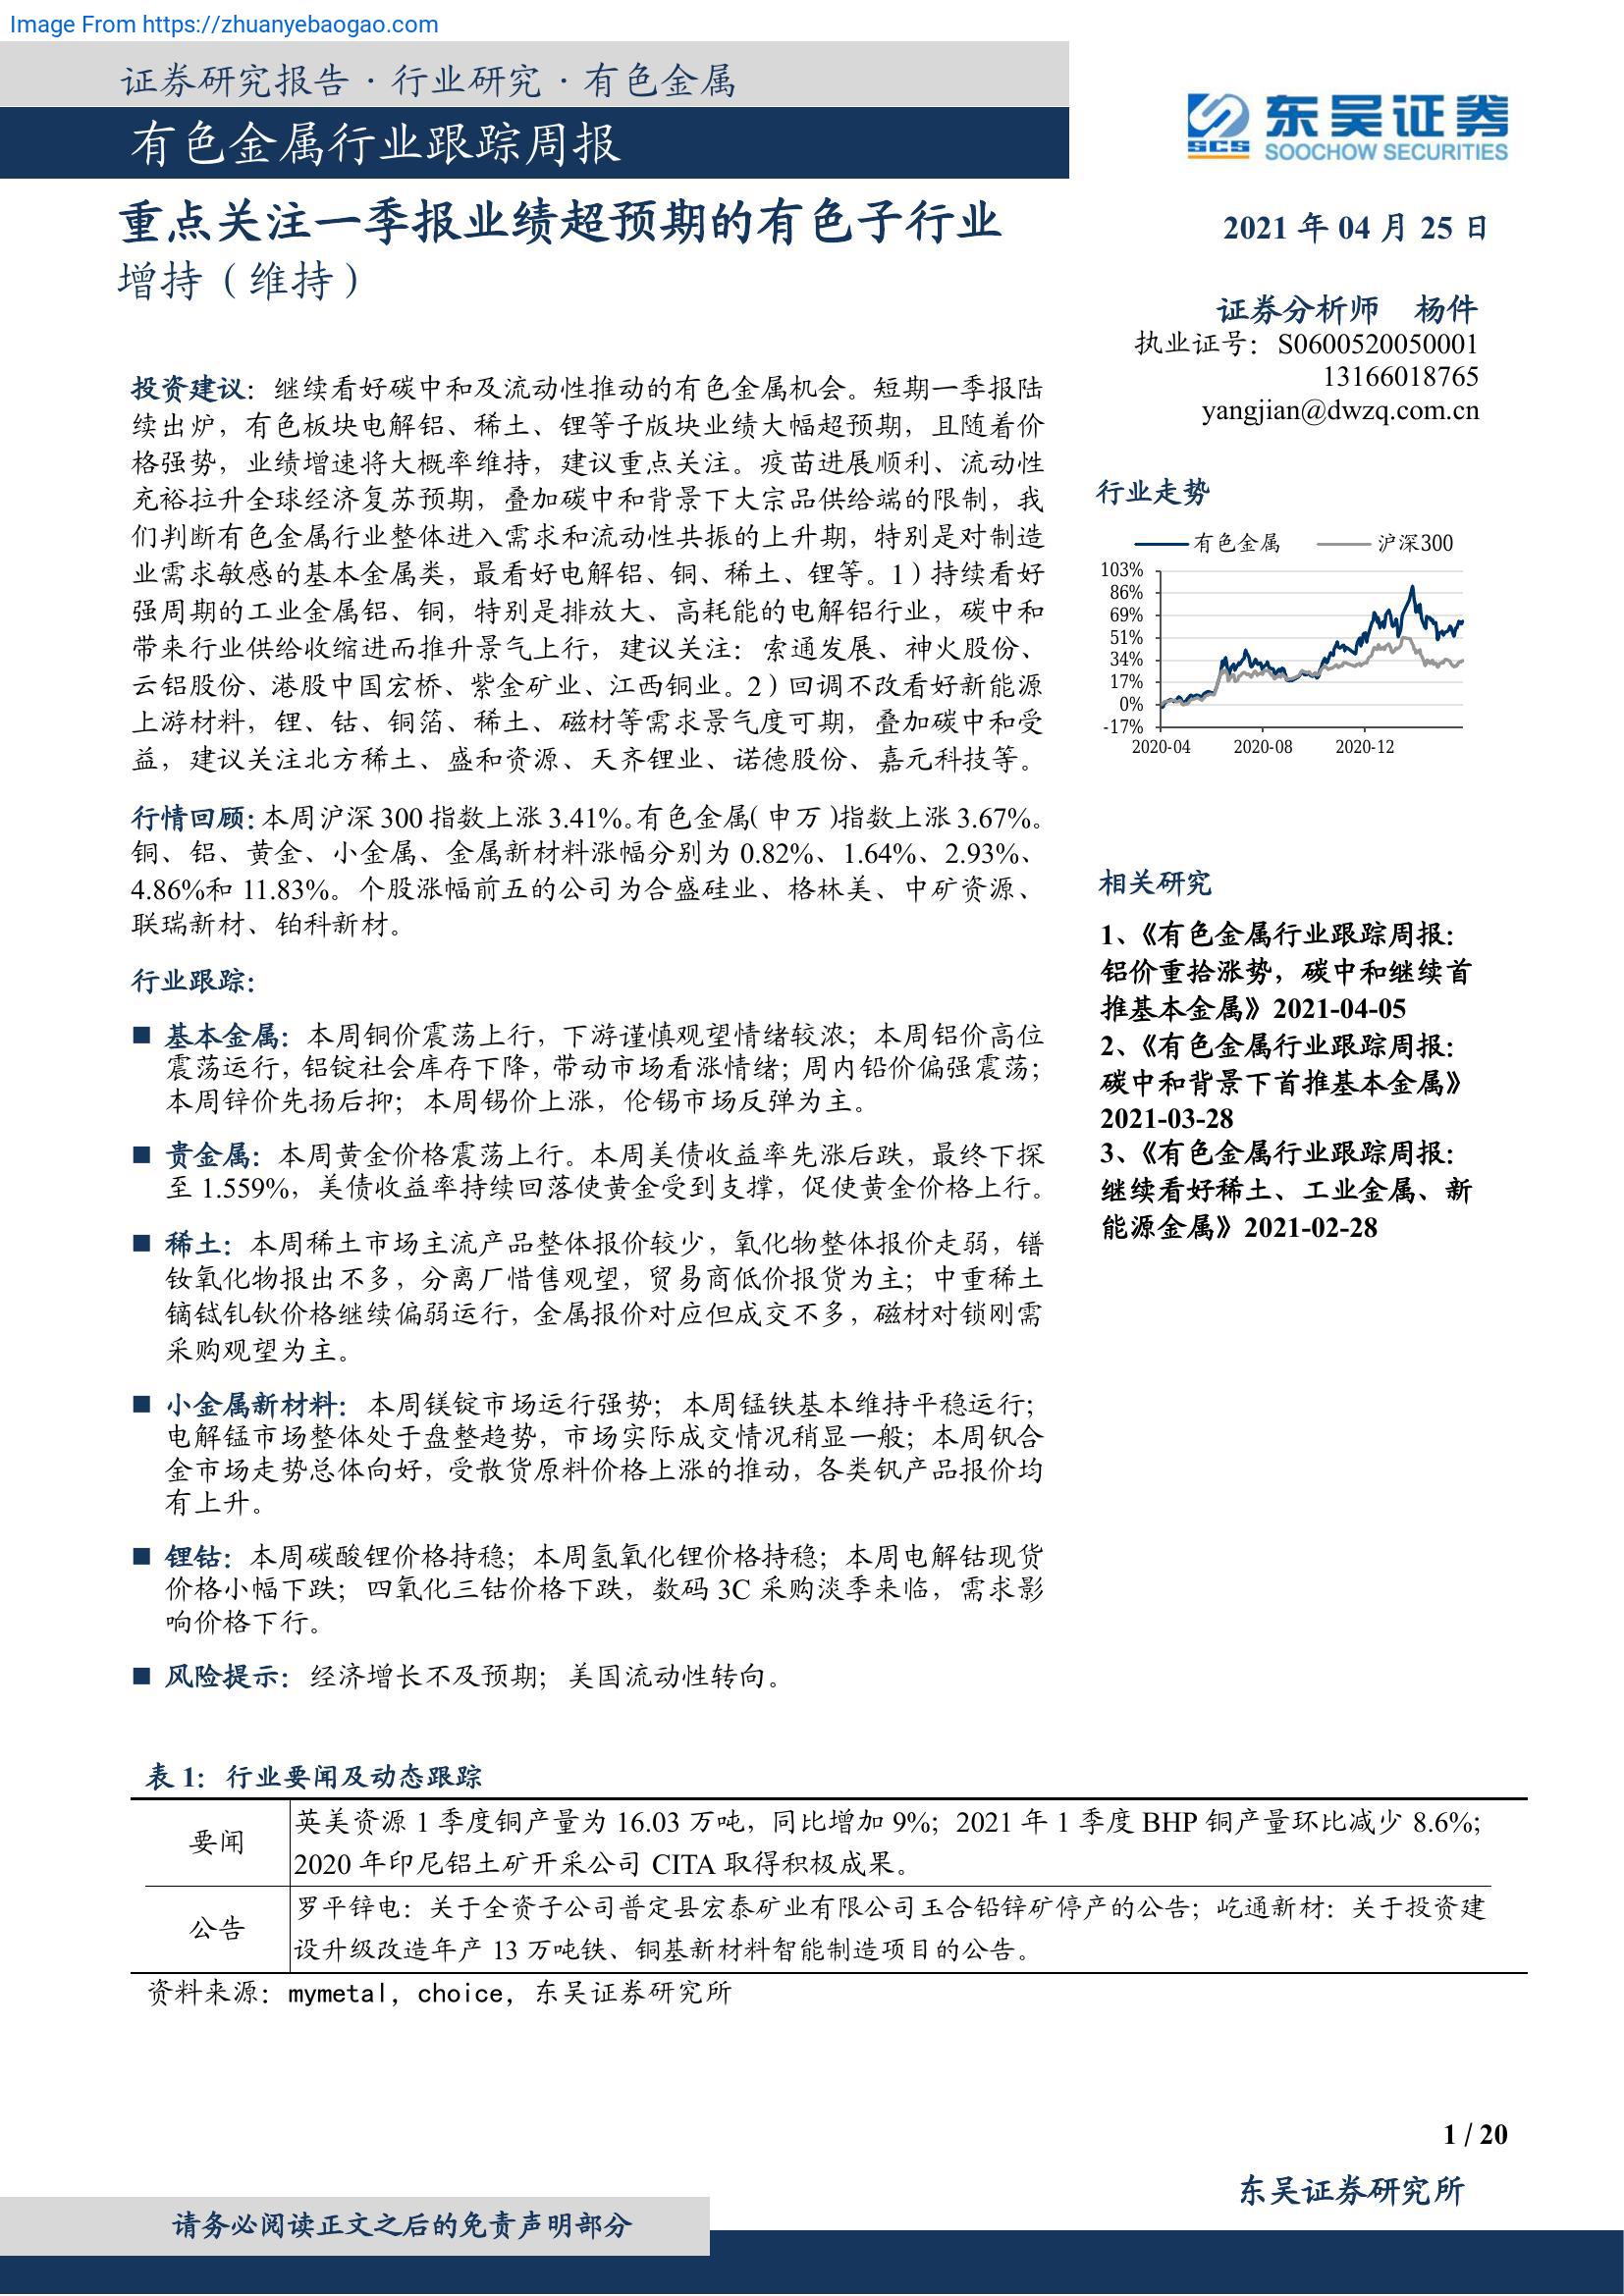 Image From https://zhuanyebaogao.com
证券研究报告·行业研究·有色金属
有色金属行业跟踪周报
东吴证券
SCS
SOOCHOW SECURITIES
重点关注一季报业绩超预期的有色子行业
增持（维持）
2021 年 04 月 25 日
证券分析师 杨件
执业证号：S0600520050001
13166018765
yangjian@dwzq.com.cn
投资建议：继续看好碳中和及流动性推动的有色金属机会。短期一季报陆
续出炉，有色板块电解铝、稀土、锂等子版块业绩大幅超预期，且随着价
格强势，业绩增速将大概率维持，建议重点关注。疫苗进展顺利、流动性
充裕拉升全球经济复苏预期，叠加碳中和背景下大宗品供给端的限制，我
们判断有色金属行业整体进入需求和流动性共振的上升期，特别是对制造
业需求敏感的基本金属类，最看好电解铝、铜、稀土、锂等。1）持续看好
强周期的工业金属铝、铜，特别是排放大、高耗能的电解铝行业，碳中和
带来行业供给收缩进而推升景气上行，建议关注：索通发展、神火股份、
云铝股份、港股中国宏桥、紫金矿业、江西铜业。2）回调不改看好新能源
上游材料，锂、钴、铜箔、稀土、磁材等需求景气度可期，叠加碳中和受
益，建议关注北方稀土、盛和资源、天齐锂业、诺德股份、嘉元科技等。
行情回顾：本周沪深 300 指数上涨 3.41%。有色金属（申万）指数上涨 3.67%。
铜、铝、黄金、小金属、金属新材料涨幅分别为 0.82%、1.64%、2.93%、
4.86%和 11.83%。个股涨幅前五的公司为合盛硅业、格林美、中矿资源、
联瑞新材、铂科新材。
行业跟踪：
■ 基本金属：本周铜价震荡上行，下游谨慎观望情绪较浓；本周铝价高位
震荡运行，铝锭社会库存下降，带动市场看涨情绪；周内铅价偏强震荡；
本周锌价先扬后抑；本周锡价上涨，伦锡市场反弹为主。
■ 贵金属：本周黄金价格震荡上行。本周美债收益率先涨后跌，最终下探
至 1.559%，美债收益率持续回落使黄金受到支撑，促使黄金价格上行。
■ 稀土：本周稀土市场主流产品整体报价较少，氧化物整体报价走弱，镨
钕氧化物报出不多，分离厂惜售观望，贸易商低价报货为主；中重稀土
镝铽钆钬价格继续偏弱运行，金属报价对应但成交不多，磁材对锁刚需
采购观望为主。
■ 小金属新材料：本周镁锭市场运行强势；本周锰铁基本维持平稳运行；
电解锰市场整体处于盘整趋势，市场实际成交情况稍显一般；本周钒合
金市场走势总体向好，受散货原料价格上涨的推动，各类钒产品报价均
有上升。
■ 锂钴：本周碳酸锂价格持稳；本周氢氧化锂价格持稳；本周电解钴现货
价格小幅下跌；四氧化三钴价格下跌，数码 3C 采购淡季来临，需求影
响价格下行。
■ 风险提示：经济增长不及预期；美国流动性转向。
行业走势
有色金属 沪深300
103%
86%
69%
51%
34%
17%
0%
-17%
2020-04 2020-08 2020-12
相关研究
1、《有色金属行业跟踪周报：
铝价重拾涨势，碳中和继续首
推基本金属》2021-04-05
2、《有色金属行业跟踪周报：
碳中和背景下首推基本金属》
2021-03-28
3、《有色金属行业跟踪周报：
继续看好稀土、工业金属、新
能源金属》2021-02-28
表 1：行业要闻及动态跟踪
要闻
英美资源 1 季度铜产量为 16.03 万吨，同比增加 9%；2021 年 1 季度 BHP 铜产量环比减少 8.6%；
2020 年印尼铝土矿开采公司 CITA 取得积极成果。
公告
罗平锌电：关于全资子公司普定县宏泰矿业有限公司玉合铅锌矿停产的公告；屹通新材：关于投资建
设升级改造年产 13 万吨铁、铜基新材料智能制造项目的公告。
资料来源：mymetal，choice，东吴证券研究所
1 / 20
东吴证券研究所
请务必阅读正文之后的免责声明部分